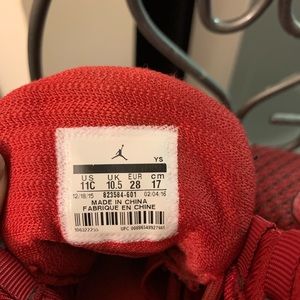 YS
US UK EUR cm
11C 10.5 28 17
12/18/15 823584-601 02/04/16
MADE IN CHINA
FABRIQUE EN CHINE